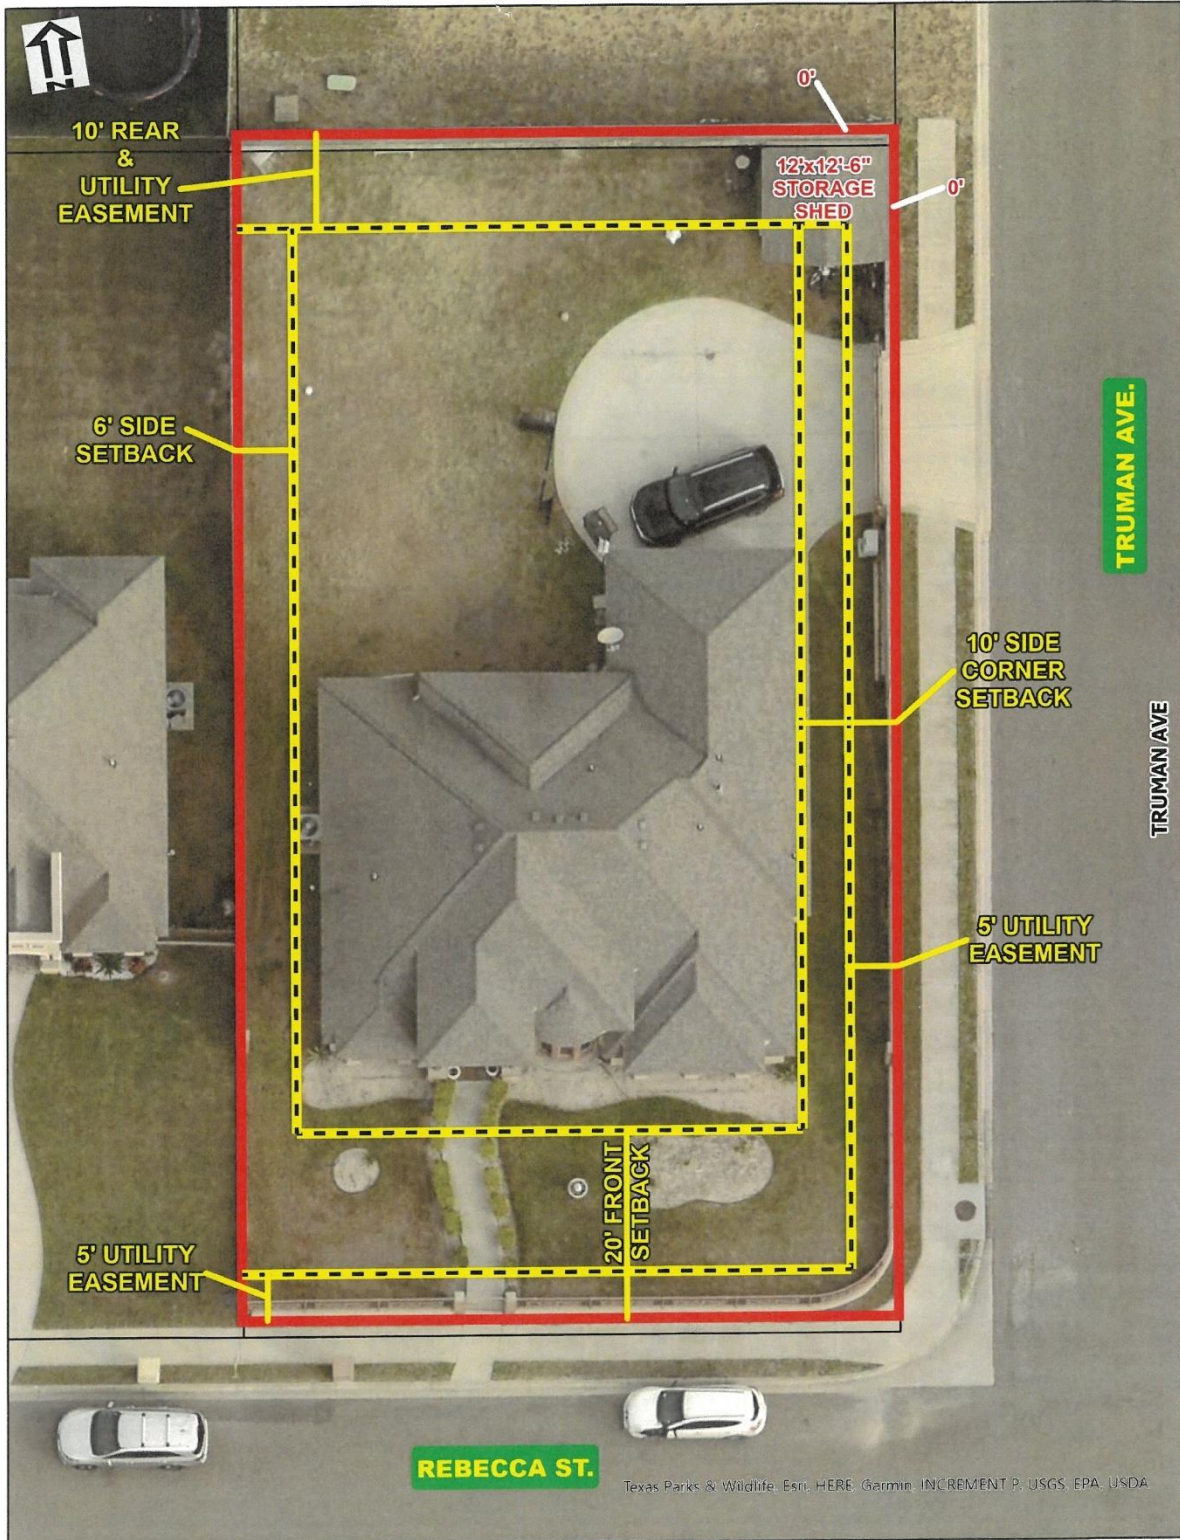 N
0'
10' REAR
&
UTILITY
EASEMENT
12'x12'-6"
STORAGE
SHED
0'
6' SIDE
SETBACK
TRUMAN AVE.
10' SIDE
CORNER
SETBACK
TRUMAN AVE
5' UTILITY
EASEMENT
20' FRONT
SETBACK
5' UTILITY
EASEMENT
REBECCA ST.
Texas Parks & Wildlife, Esri, HERE, Garmin, INCREMENT P, USGS, EPA, USDA